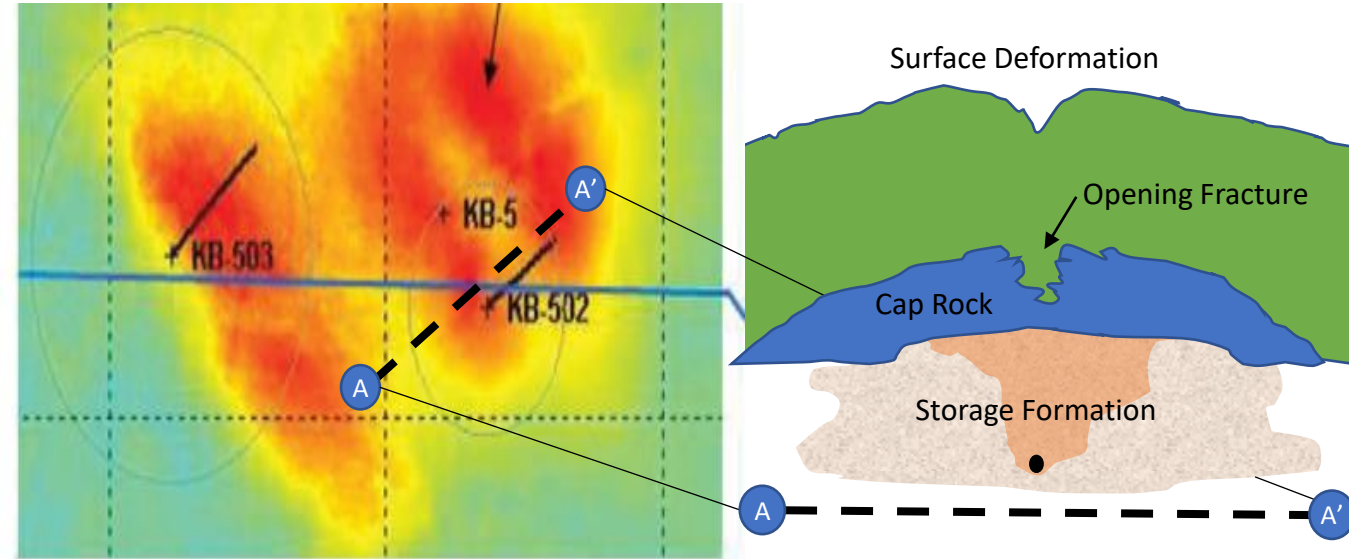 KB-5
KB-503
KB-502
A'
A
Surface Deformation
Opening Fracture
Cap Rock
Storage Formation
A
A'